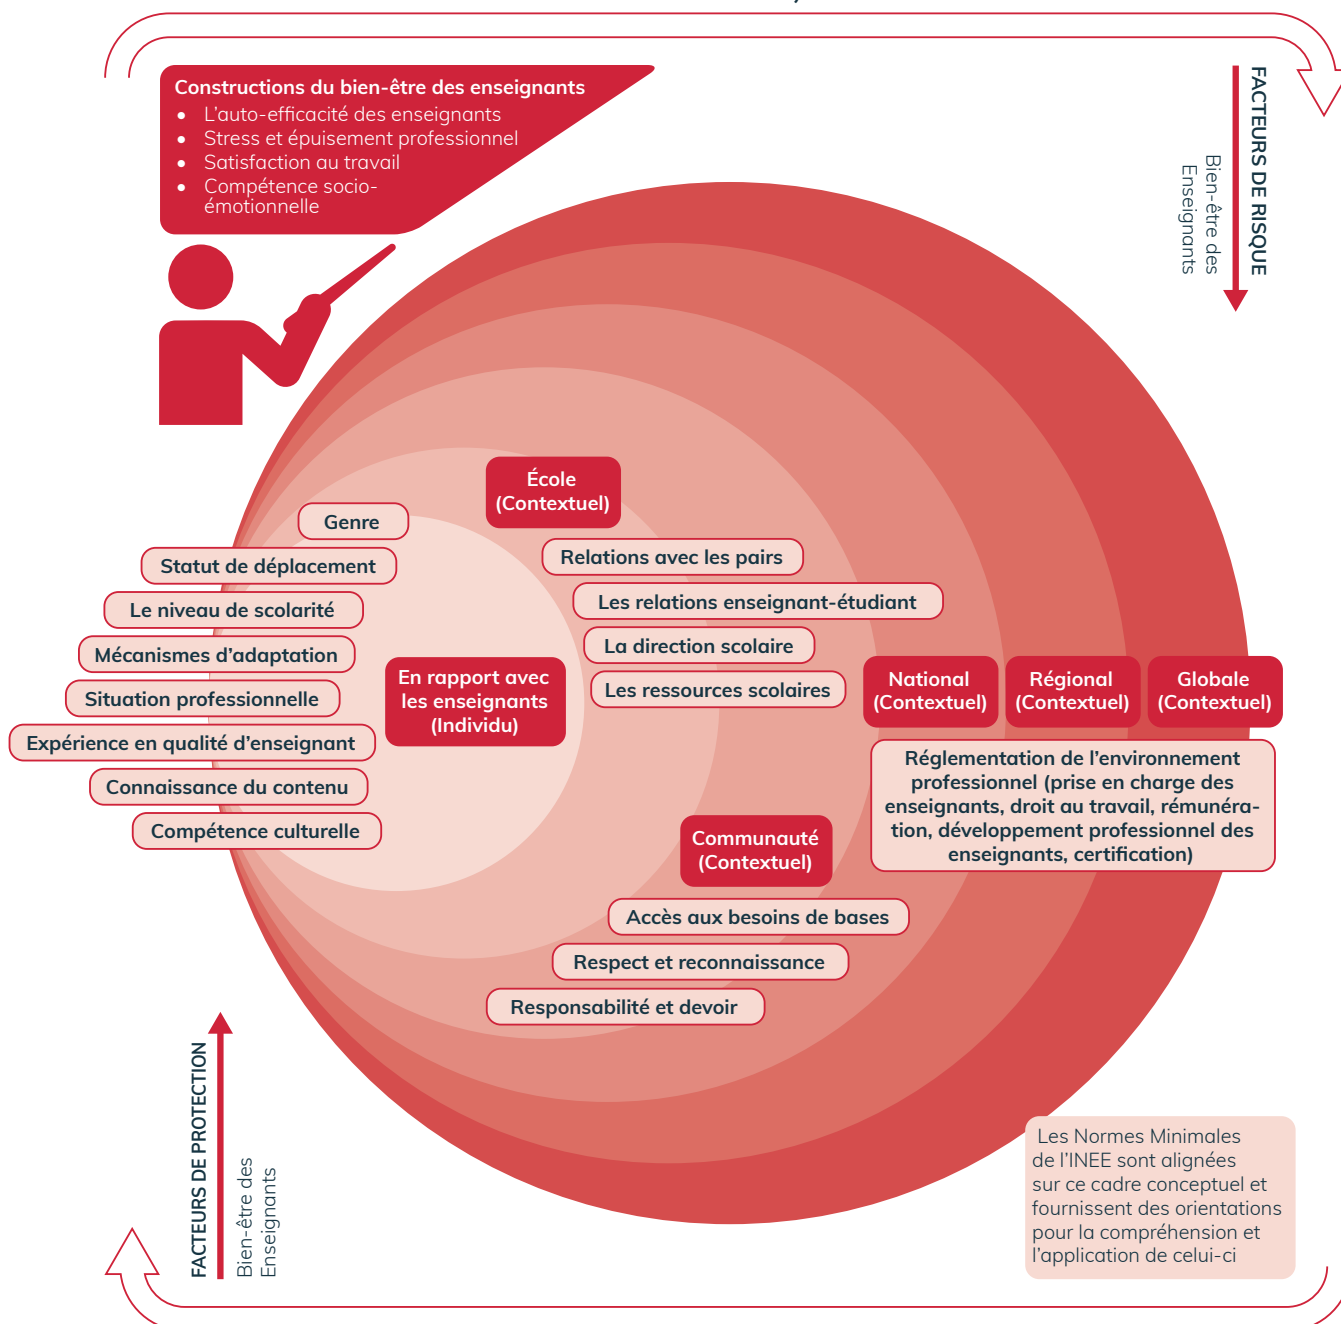 Constructions du bien-être des enseignants
• L'auto-efficacité des enseignants
• Stress et épuisement professionnel
• Satisfaction au travail
• Compétence socio-
émotionnelle
FACTEURS DE RISQUE
Bien-être des
Enseignants
École
(Contextuel)
Genre
Statut de déplacement
Le niveau de scolarité
Mécanismes d'adaptation
Situation professionnelle
Expérience en qualité d'enseignant
Connaissance du contenu
Compétence culturelle
En rapport avec
les enseignants
(Individu)
Relations avec les pairs
Les relations enseignant-étudiant
La direction scolaire
Les ressources scolaires
National
(Contextuel)
Régional
(Contextuel)
Globale
(Contextuel)
Réglementation de l'environnement
professionnel (prise en charge des
enseignants, droit au travail, rémunéra-
tion, développement professionnel des
enseignants, certification)
Communauté
(Contextuel)
Accès aux besoins de bases
Respect et reconnaissance
Responsabilité et devoir
FACTEURS DE PROTECTION
Bien-être des
Enseignants
Les Normes Minimales
de l'INEE sont alignées
sur ce cadre conceptuel et
fournissent des orientations
pour la compréhension et
l'application de celui-ci